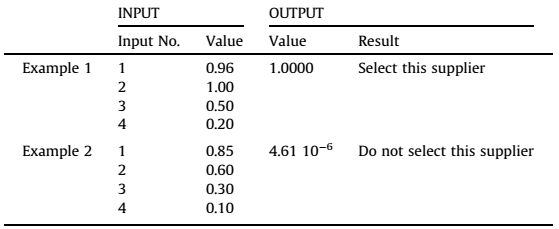 INPUT OUTPUT
Input No. Value Value Result
Example 1 1 0.96 1.0000 Select this supplier
2 1.00
3 0.50
4 0.20
Example 2 1 0.85 4.61 10⁻⁶ Do not select this supplier
2 0.60
3 0.30
4 0.10